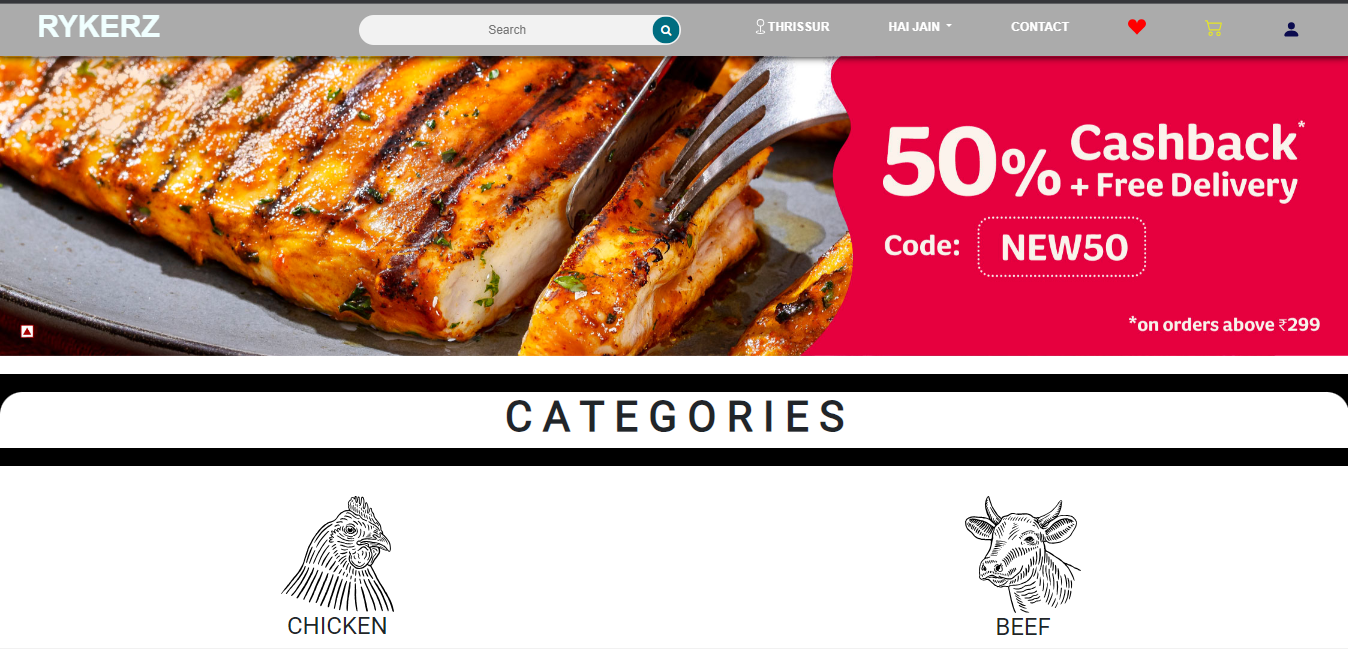 RYKERZ
Search
THRISSUR
HAI JAIN
CONTACT
50% Cashback*
+ Free Delivery
Code: NEW50
*on orders above ₹299
CATEGORIES
CHICKEN
BEEF